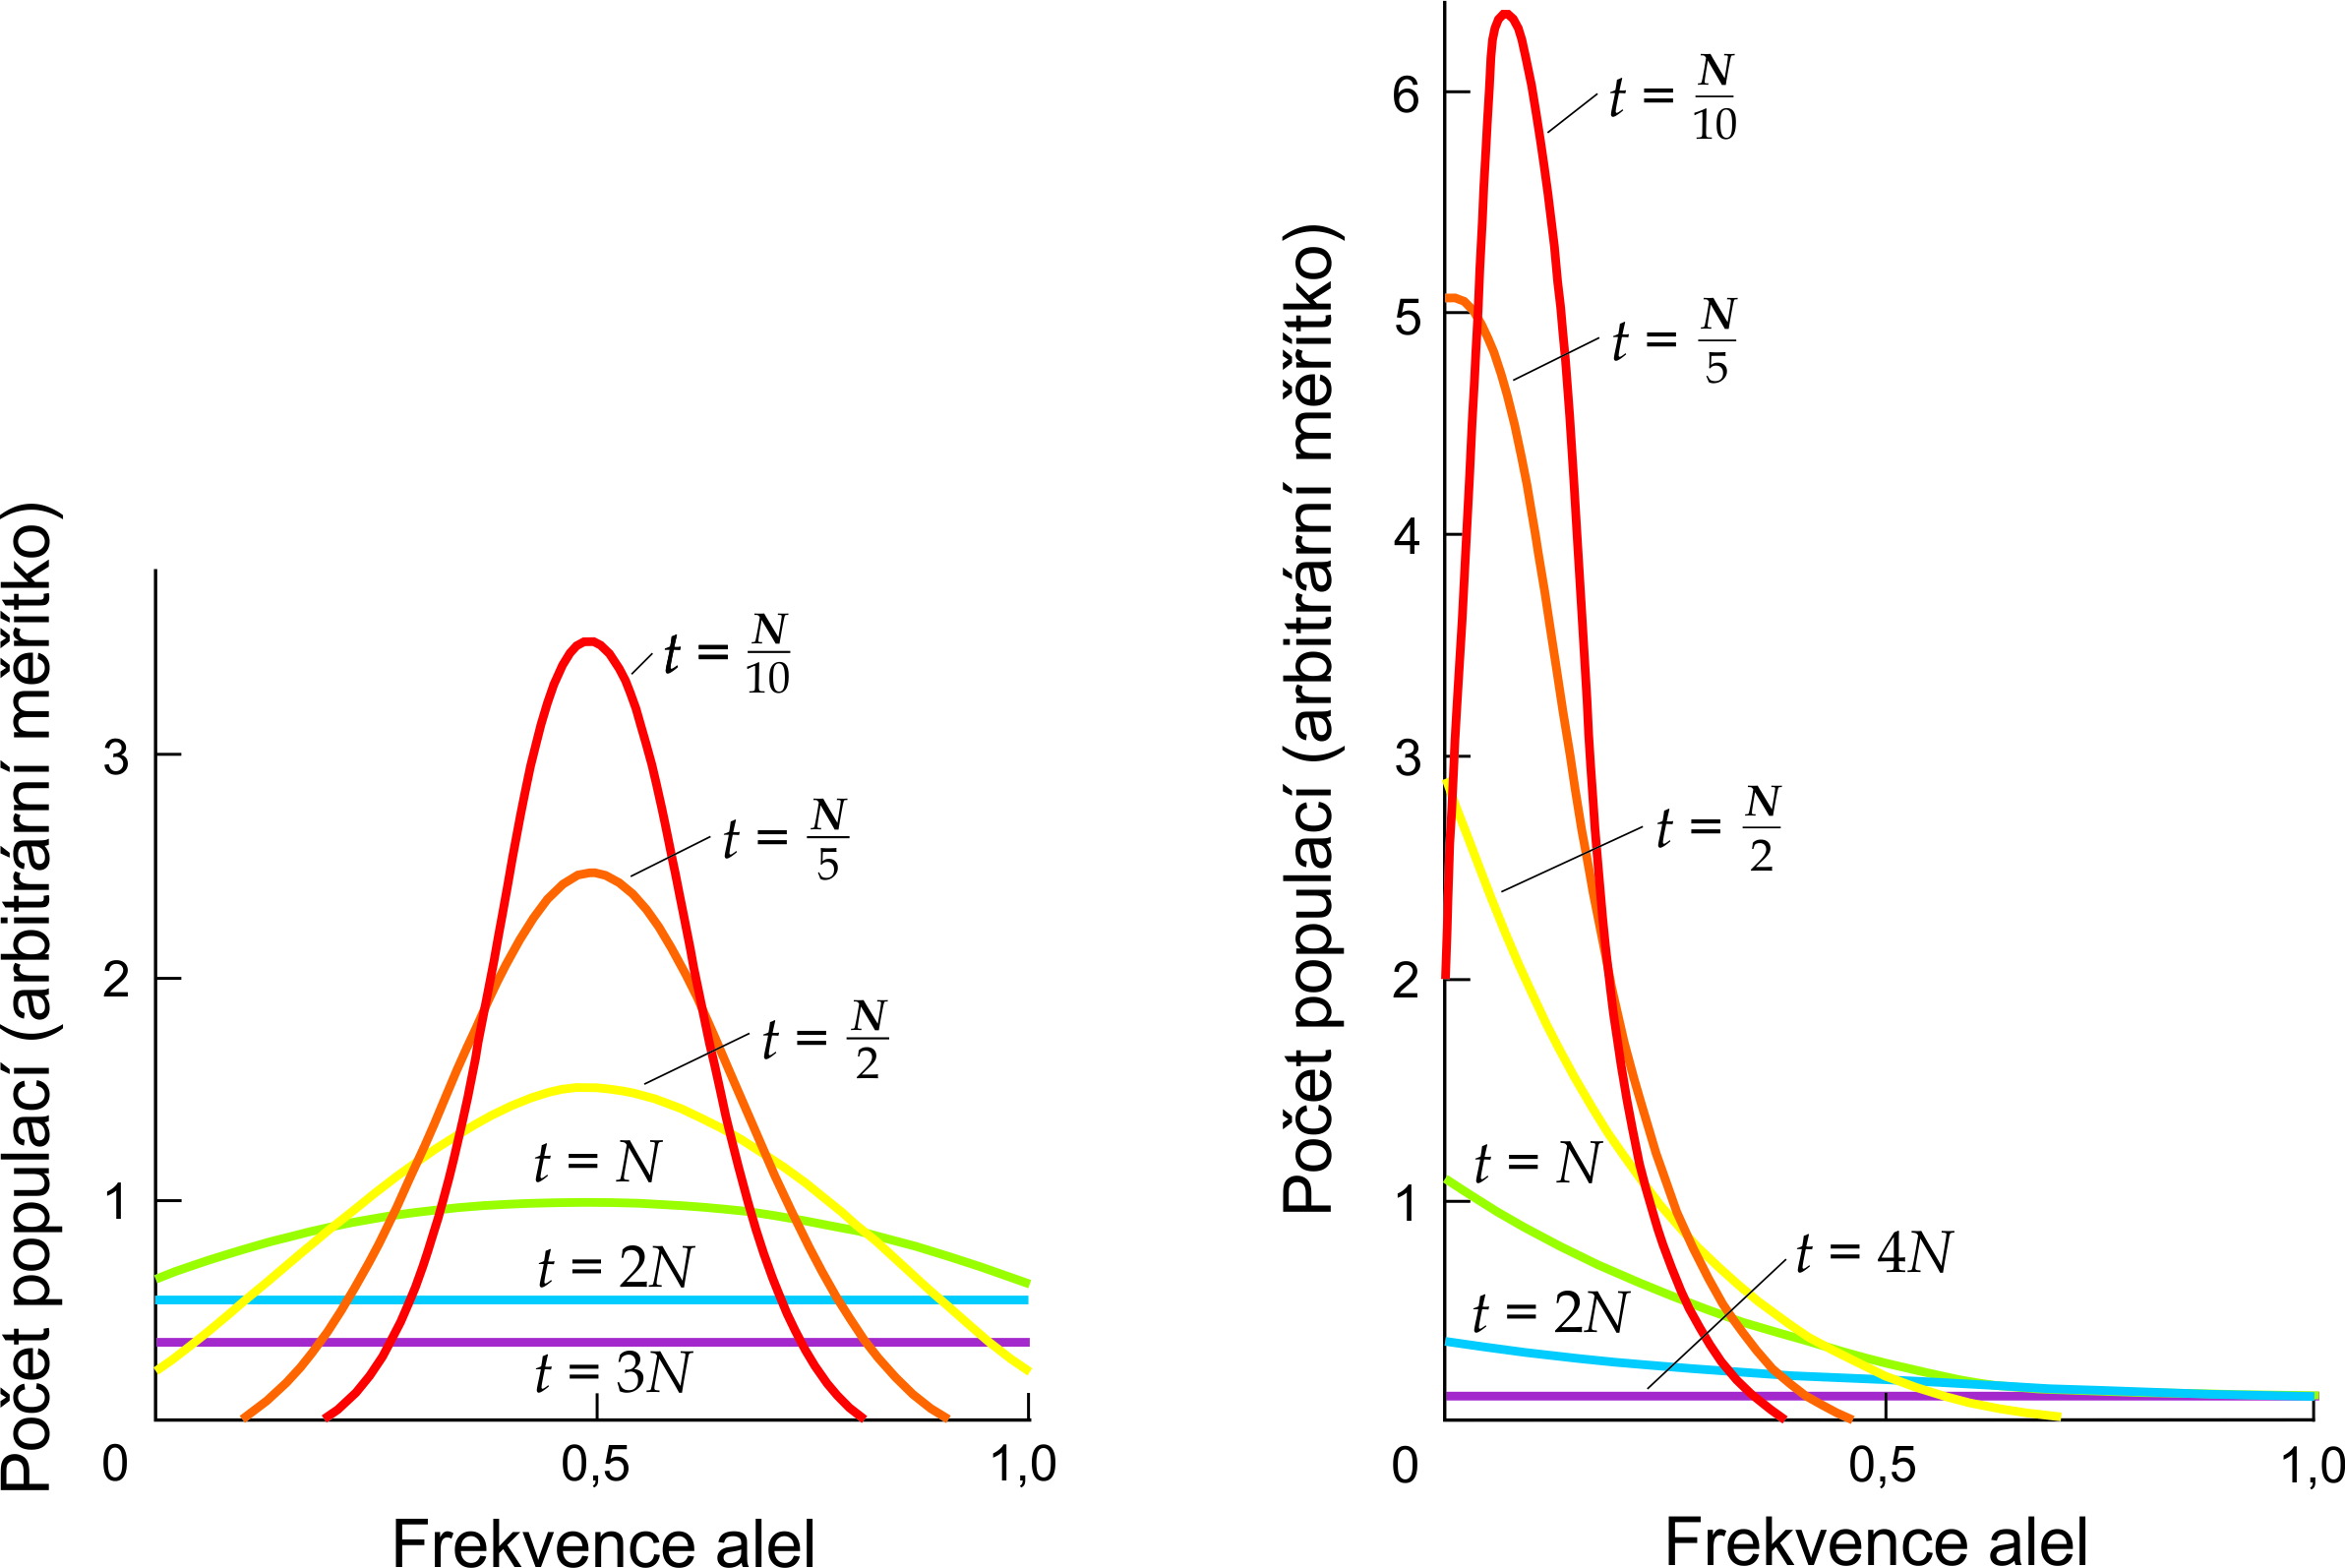 Počet populací (arbitrární měřítko)
3
2
1
0
0,5
1,0
Frekvence alel
t = N/10
t = N/5
t = N/2
t = N
t = 2N
t = 3N
Počet populací (arbitrární měřítko)
6
5
4
3
2
1
0
0,5
1,0
Frekvence alel
t = N/10
t = N/5
t = N/2
t = N
t = 4N
t = 2N